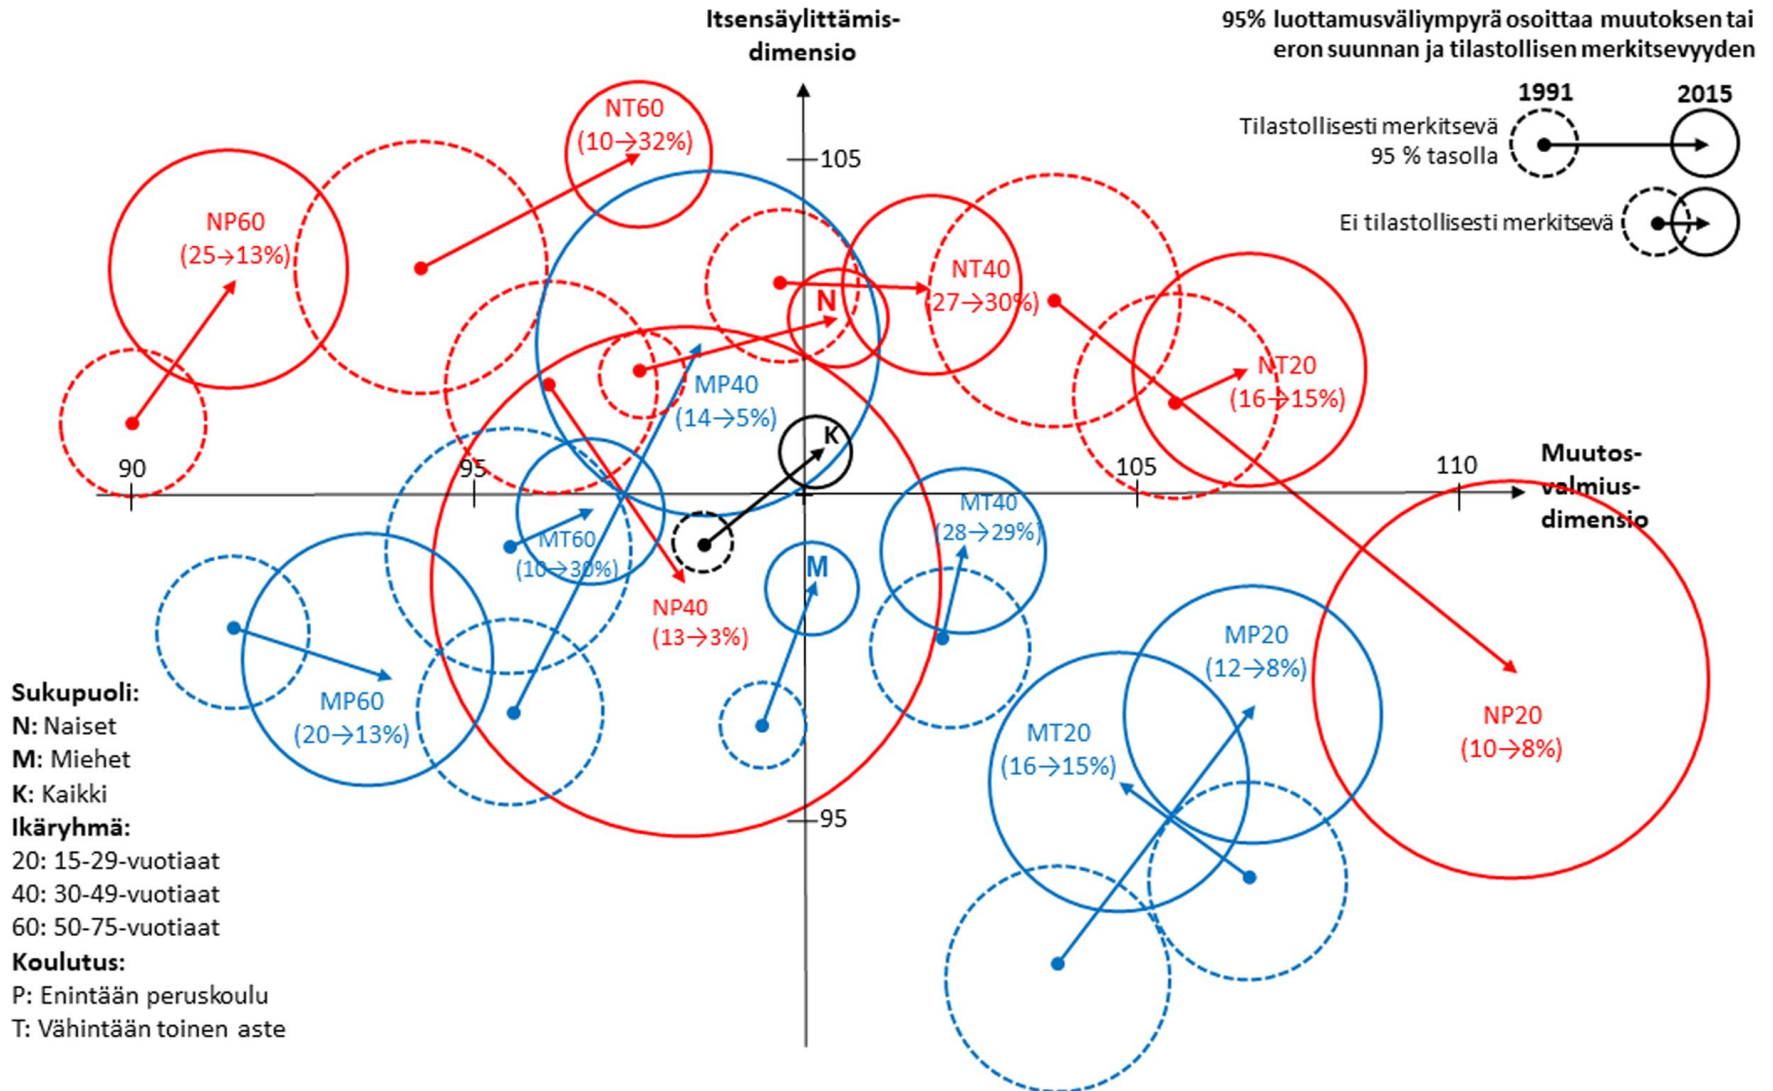 Itsensäylittämis-
dimensio
95% luottamusväliympyrä osoittaa muutoksen tai
eron suunnan ja tilastollisen merkitsevyyden
1991
2015
Tilastollisesti merkitsevä
95 % tasolla
Ei tilastollisesti merkitsevä
NT60
(10→32%)
105
NP60
(25→13%)
NT40
(27→30%)
N
NT20
(16→15%)
MP40
(14→5%)
K
90
95
105
110
Muutos-
valmius-
dimensio
MT40
(28→29%)
MT60
(10→30%)
M
NP40
(13→3%)
MP20
(12→8%)
MP60
(20→13%)
MT20
(16→15%)
NP20
(10→8%)
95
Sukupuoli:
N: Naiset
M: Miehet
K: Kaikki
Ikäryhmä:
20: 15-29-vuotiaat
40: 30-49-vuotiaat
60: 50-75-vuotiaat
Koulutus:
P: Enintään peruskoulu
T: Vähintään toinen aste